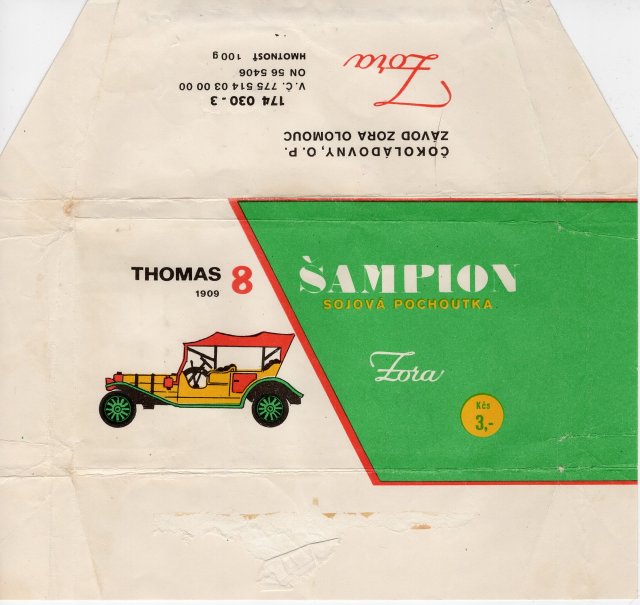 ČOKOLÁDOVNY, O. P.
ZÁVOD ZORA OLOMOUC
Zora
174 030 - 3
V. Č. 775 514 03 00 00
ON 56 5406
HMOTNOSŤ 100 g
THOMAS 8
1909
ŠAMPION
SOJOVÁ POCHOUTKA
Zora
Kčs
3,-